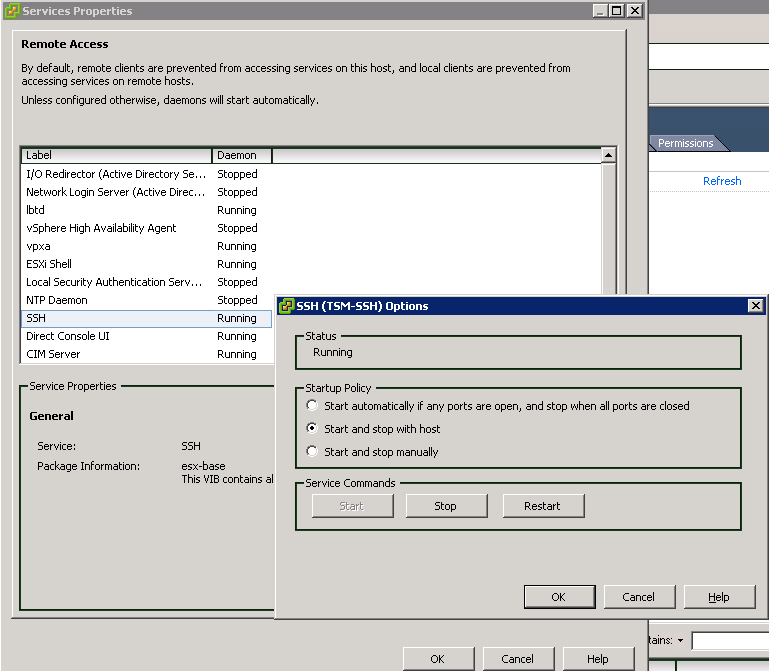 Services Properties
Remote Access
By default, remote clients are prevented from accessing services on this host, and local clients are prevented from
accessing services on remote hosts.
Unless configured otherwise, daemons will start automatically.
Label Daemon
I/O Redirector (Active Directory Se... Stopped
Network Login Server (Active Direc... Stopped
lbtd Running
vSphere High Availability Agent Stopped
vpxa Running
ESXi Shell Running
Local Security Authentication Serv... Stopped
NTP Daemon Stopped
SSH Running
Direct Console UI Running
CIM Server Running
Service Properties
General
Service: SSH
Package Information: esx-base
This VIB contains al
OK Cancel Help
Permissions
Refresh
SSH (TSM-SSH) Options
Status
Running
Startup Policy
Start automatically if any ports are open, and stop when all ports are closed
Start and stop with host
Start and stop manually
Service Commands
Start Stop Restart
OK Cancel Help
tains: